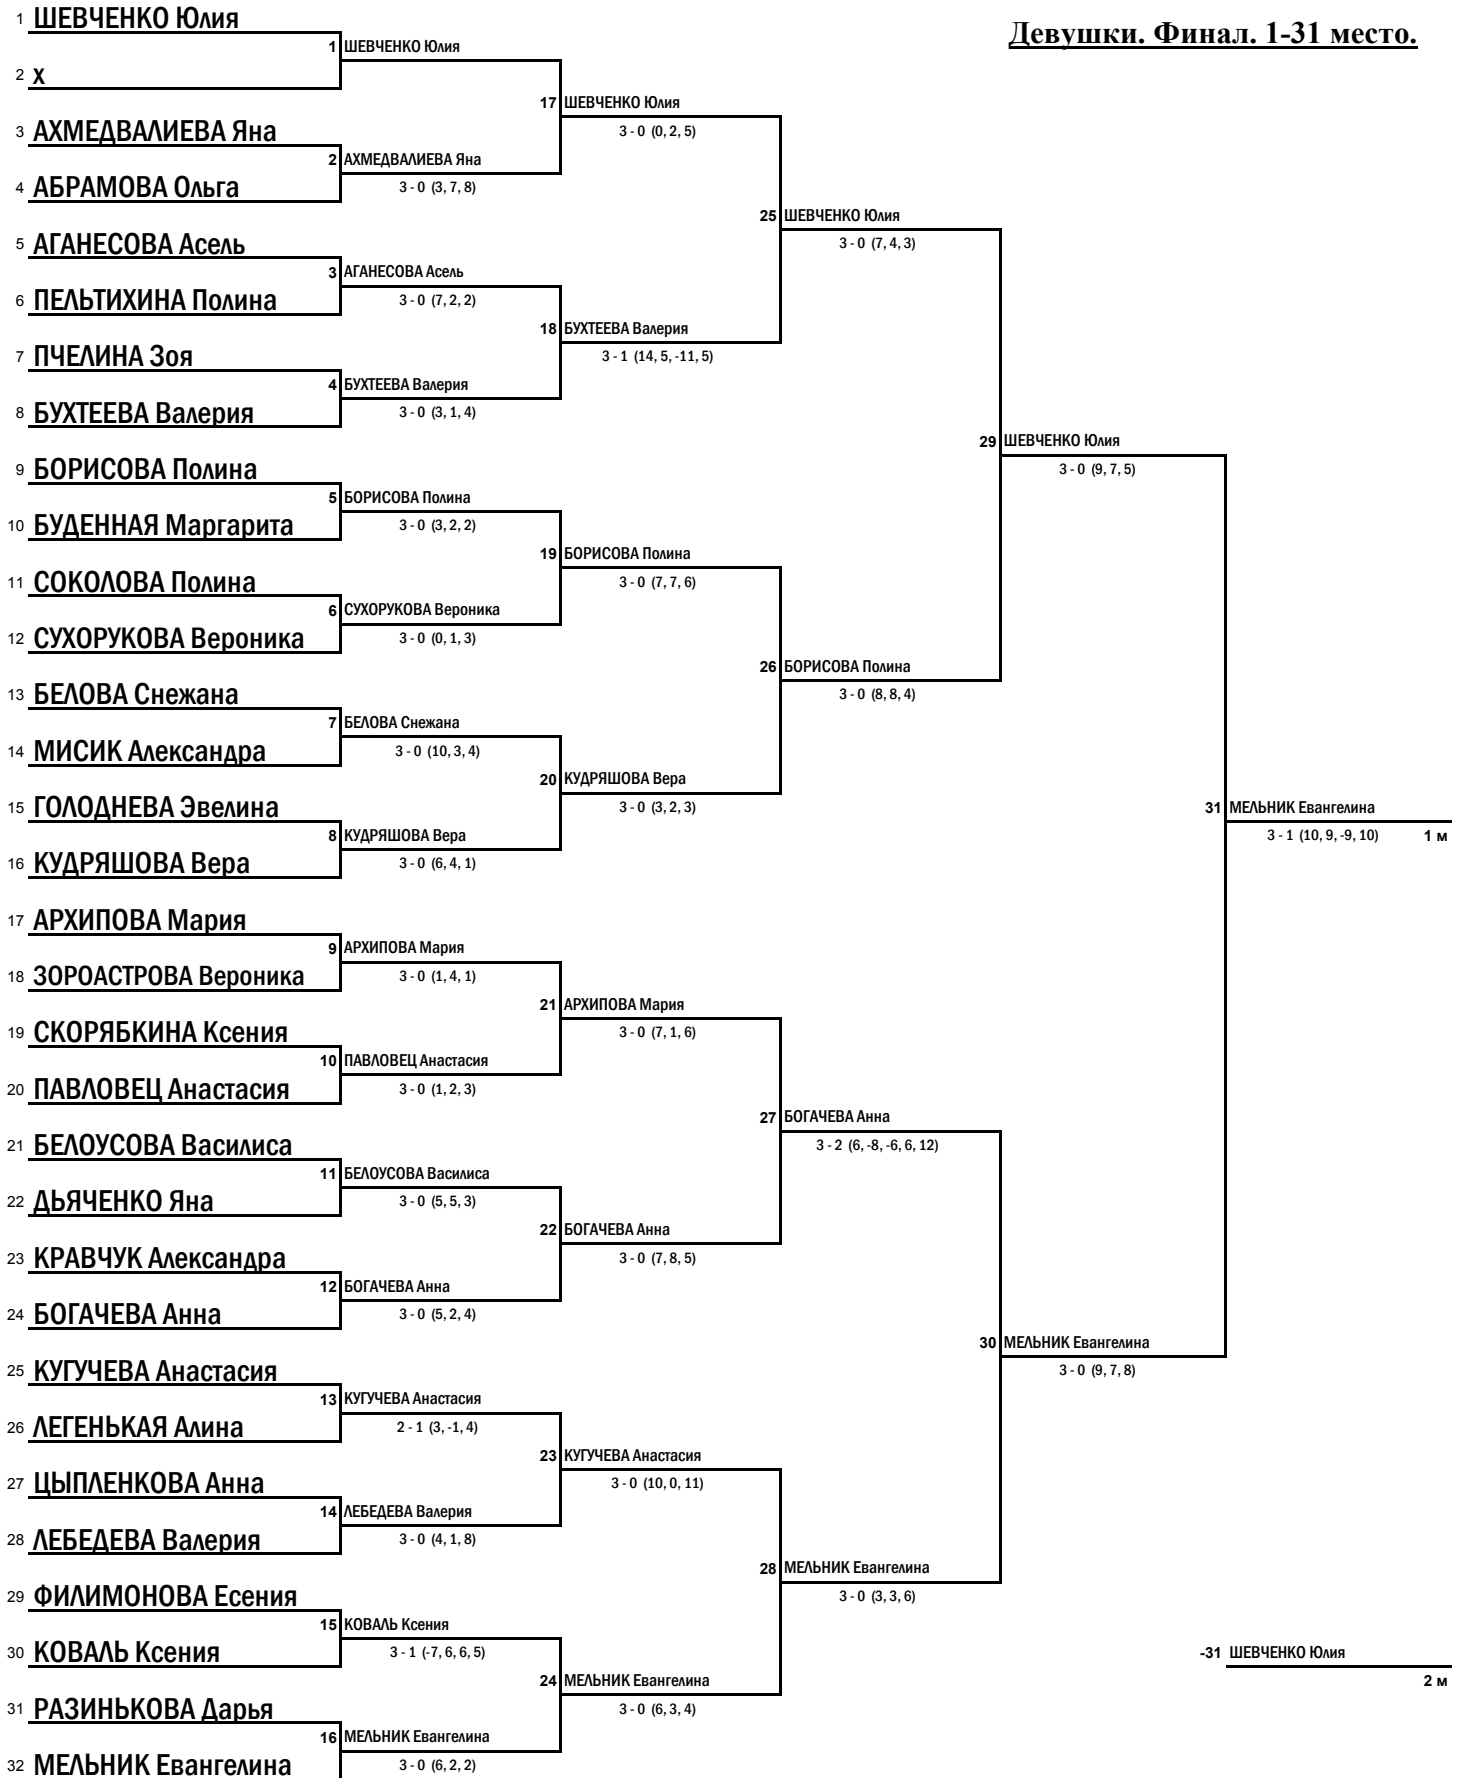 Девушки. Финал. 1-31 место.
1 ШЕВЧЕНКО Юлия
1 ШЕВЧЕНКО Юлия
2 X
17 ШЕВЧЕНКО Юлия
3 - 0 (0, 2, 5)
3 АХМЕДВАЛИЕВА Яна
2 АХМЕДВАЛИЕВА Яна
3 - 0 (3, 7, 8)
4 АБРАМОВА Ольга
25 ШЕВЧЕНКО Юлия
3 - 0 (7, 4, 3)
5 АГАНЕСОВА Асель
3 АГАНЕСОВА Асель
3 - 0 (7, 2, 2)
6 ПЕЛЬТИХИНА Полина
18 БУХТЕЕВА Валерия
3 - 1 (14, 5, -11, 5)
7 ПЧЕЛИНА Зоя
4 БУХТЕЕВА Валерия
3 - 0 (3, 1, 4)
8 БУХТЕЕВА Валерия
29 ШЕВЧЕНКО Юлия
3 - 0 (9, 7, 5)
9 БОРИСОВА Полина
5 БОРИСОВА Полина
3 - 0 (3, 2, 2)
10 БУДЕННАЯ Маргарита
19 БОРИСОВА Полина
3 - 0 (7, 7, 6)
11 СОКОЛОВА Полина
6 СУХОРУКОВА Вероника
3 - 0 (0, 1, 3)
12 СУХОРУКОВА Вероника
26 БОРИСОВА Полина
3 - 0 (8, 8, 4)
13 БЕЛОВА Снежана
7 БЕЛОВА Снежана
3 - 0 (10, 3, 4)
14 МИСИК Александра
20 КУДРЯШОВА Вера
3 - 0 (3, 2, 3)
15 ГОЛОДНЕВА Эвелина
8 КУДРЯШОВА Вера
3 - 0 (6, 4, 1)
16 КУДРЯШОВА Вера
31 МЕЛЬНИК Евангелина
3 - 1 (10, 9, -9, 10) 1 м
17 АРХИПОВА Мария
9 АРХИПОВА Мария
3 - 0 (1, 4, 1)
18 ЗОРОАСТРОВА Вероника
21 АРХИПОВА Мария
3 - 0 (7, 1, 6)
19 СКОРЯБКИНА Ксения
10 ПАВЛОВЕЦ Анастасия
3 - 0 (1, 2, 3)
20 ПАВЛОВЕЦ Анастасия
27 БОГАЧЕВА Анна
3 - 2 (6, -8, -6, 6, 12)
21 БЕЛОУСОВА Василиса
11 БЕЛОУСОВА Василиса
3 - 0 (5, 5, 3)
22 ДЬЯЧЕНКО Яна
22 БОГАЧЕВА Анна
3 - 0 (7, 8, 5)
23 КРАВЧУК Александра
12 БОГАЧЕВА Анна
3 - 0 (5, 2, 4)
24 БОГАЧЕВА Анна
30 МЕЛЬНИК Евангелина
3 - 0 (9, 7, 8)
25 КУГУЧЕВА Анастасия
13 КУГУЧЕВА Анастасия
2 - 1 (3, -1, 4)
26 ЛЕГЕНЬКАЯ Алина
23 КУГУЧЕВА Анастасия
3 - 0 (10, 0, 11)
27 ЦЫПЛЕНКОВА Анна
14 ЛЕБЕДЕВА Валерия
3 - 0 (4, 1, 8)
28 ЛЕБЕДЕВА Валерия
28 МЕЛЬНИК Евангелина
3 - 0 (3, 3, 6)
29 ФИЛИМОНОВА Есения
15 КОВАЛЬ Ксения
3 - 1 (-7, 6, 6, 5)
30 КОВАЛЬ Ксения
-31 ШЕВЧЕНКО Юлия
2 м
24 МЕЛЬНИК Евангелина
3 - 0 (6, 3, 4)
31 РАЗИНЬКОВА Дарья
16 МЕЛЬНИК Евангелина
3 - 0 (6, 2, 2)
32 МЕЛЬНИК Евангелина